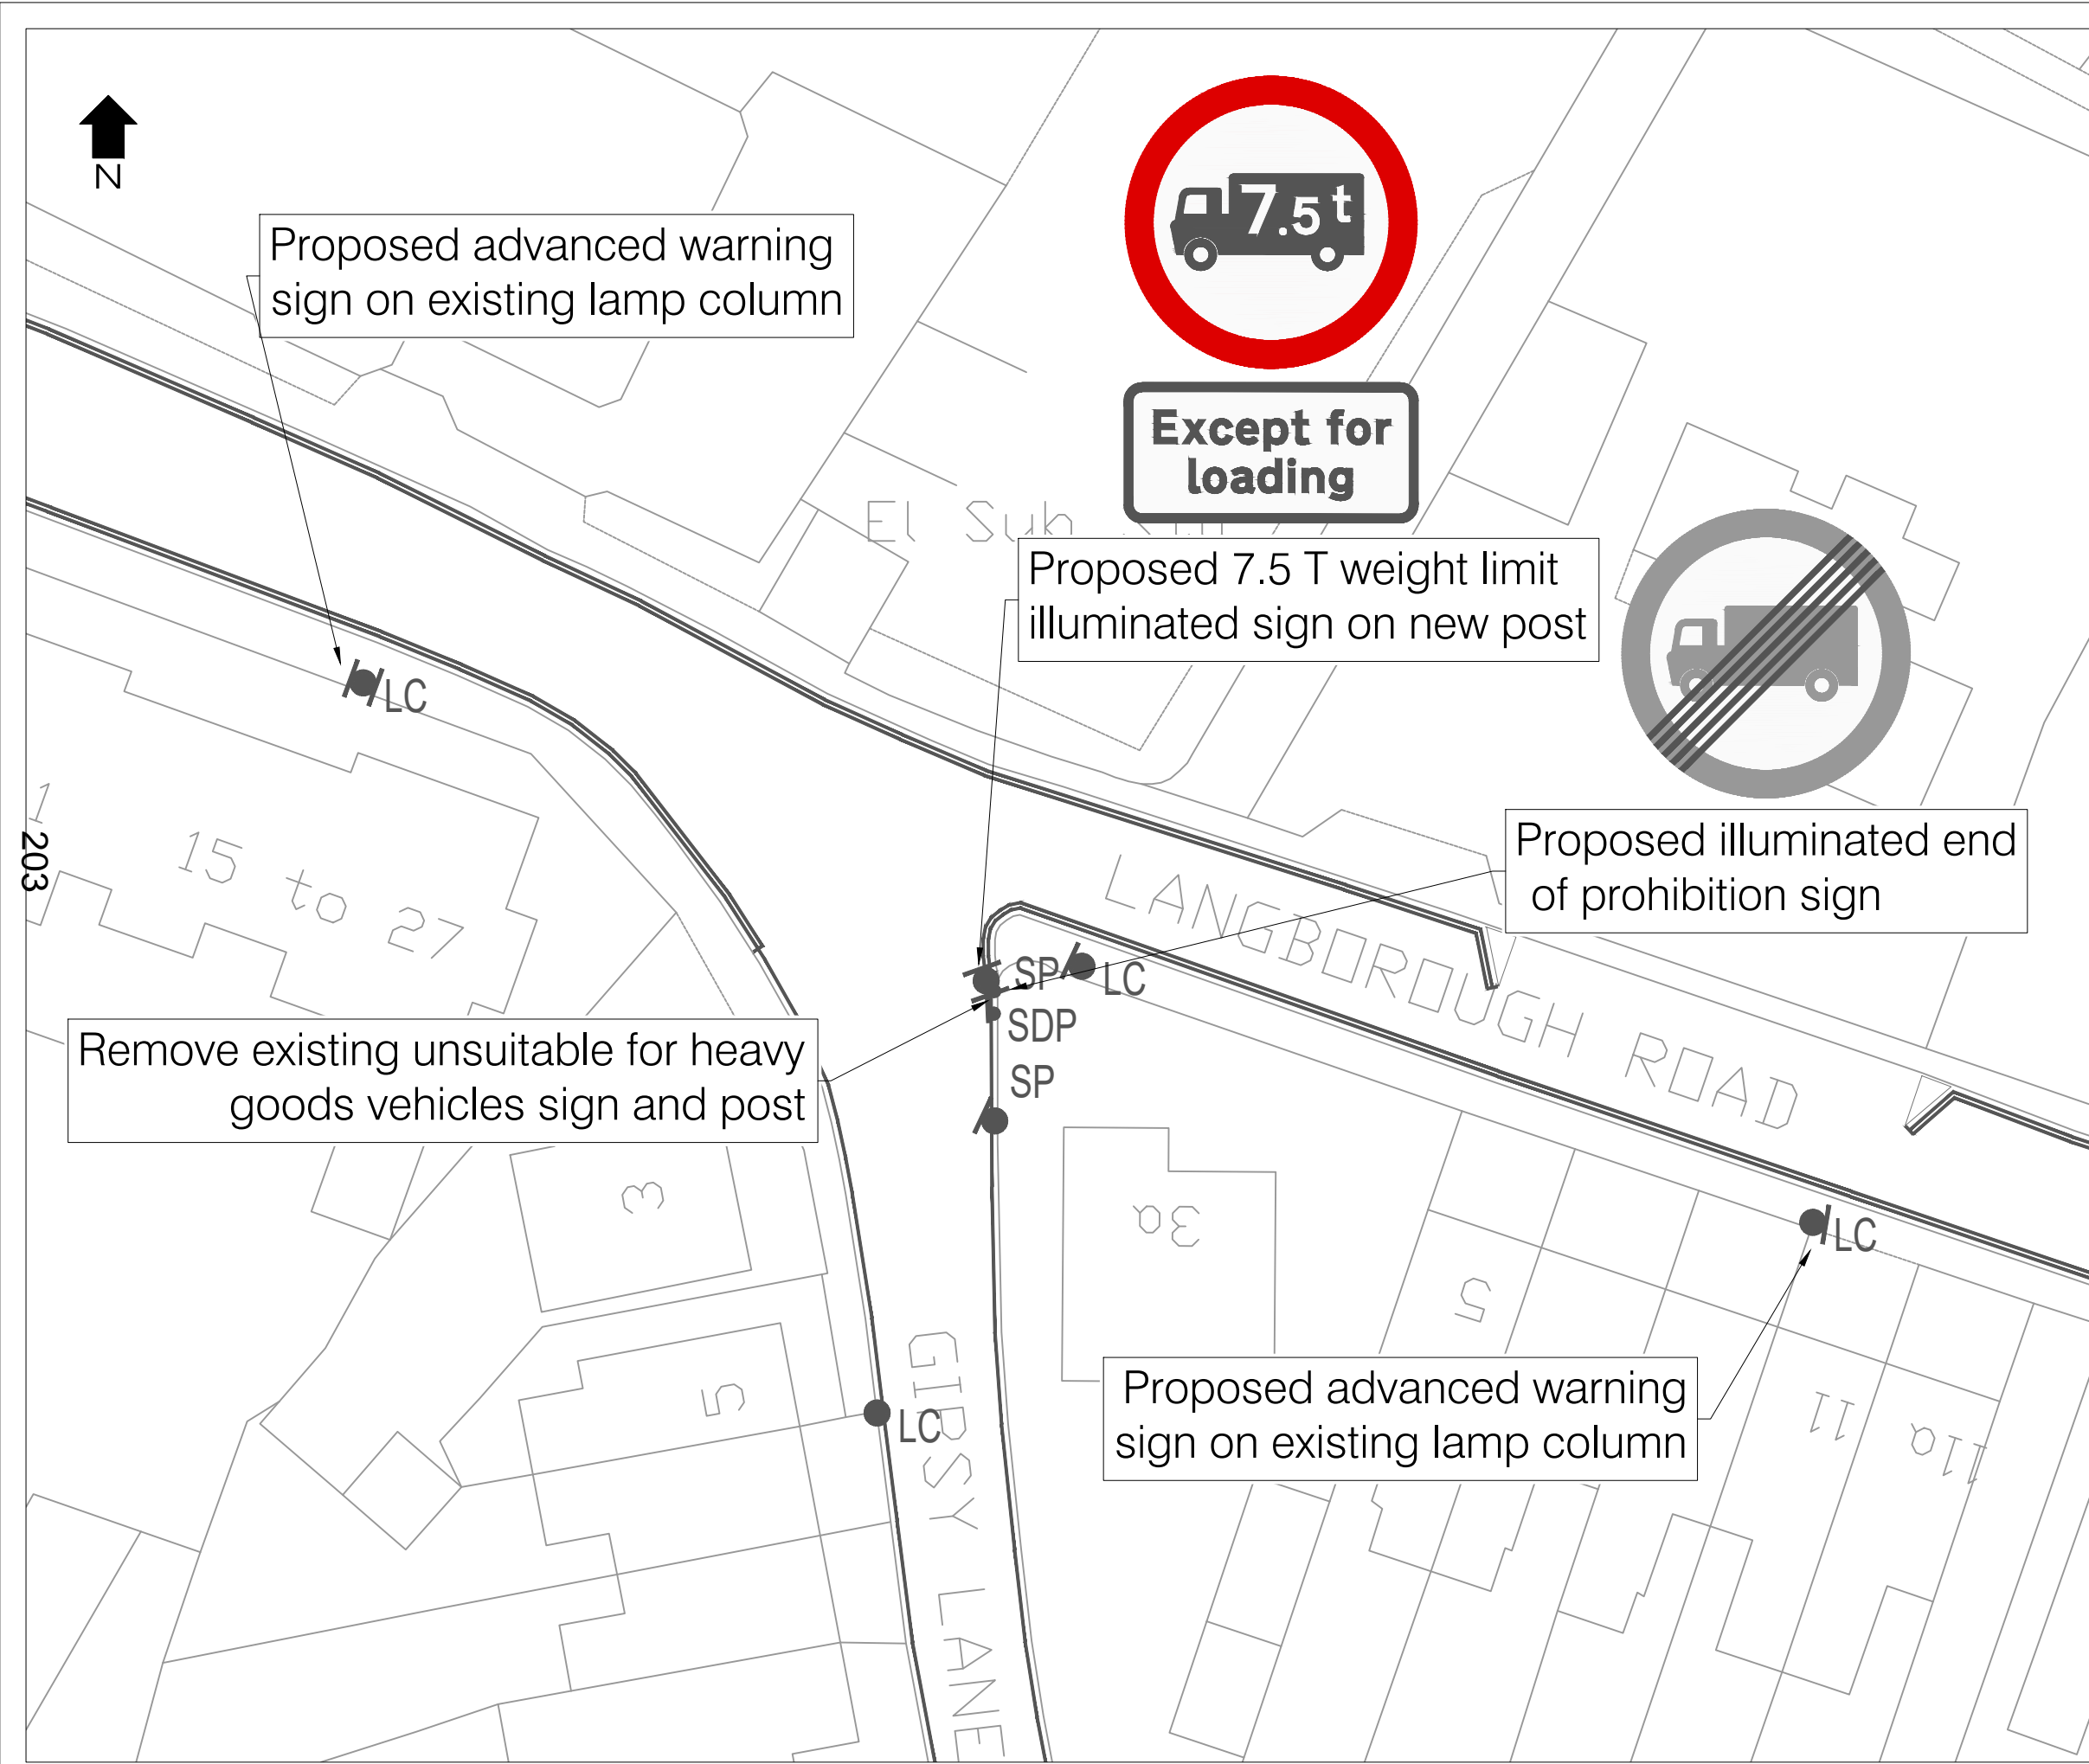 N
Proposed advanced warning
sign on existing lamp column
7.5 t
Except for
loading
El Sub
Proposed 7.5 T weight limit
illuminated sign on new post
LC
Proposed illuminated end
of prohibition sign
1
203
15 to 27
LANGBOROUGH ROAD
SP
LC
SDP
SP
Remove existing unsuitable for heavy
goods vehicles sign and post
3
3a
LC
5
5
Proposed advanced warning
sign on existing lamp column
LC
GIPSY LANE
11
11a